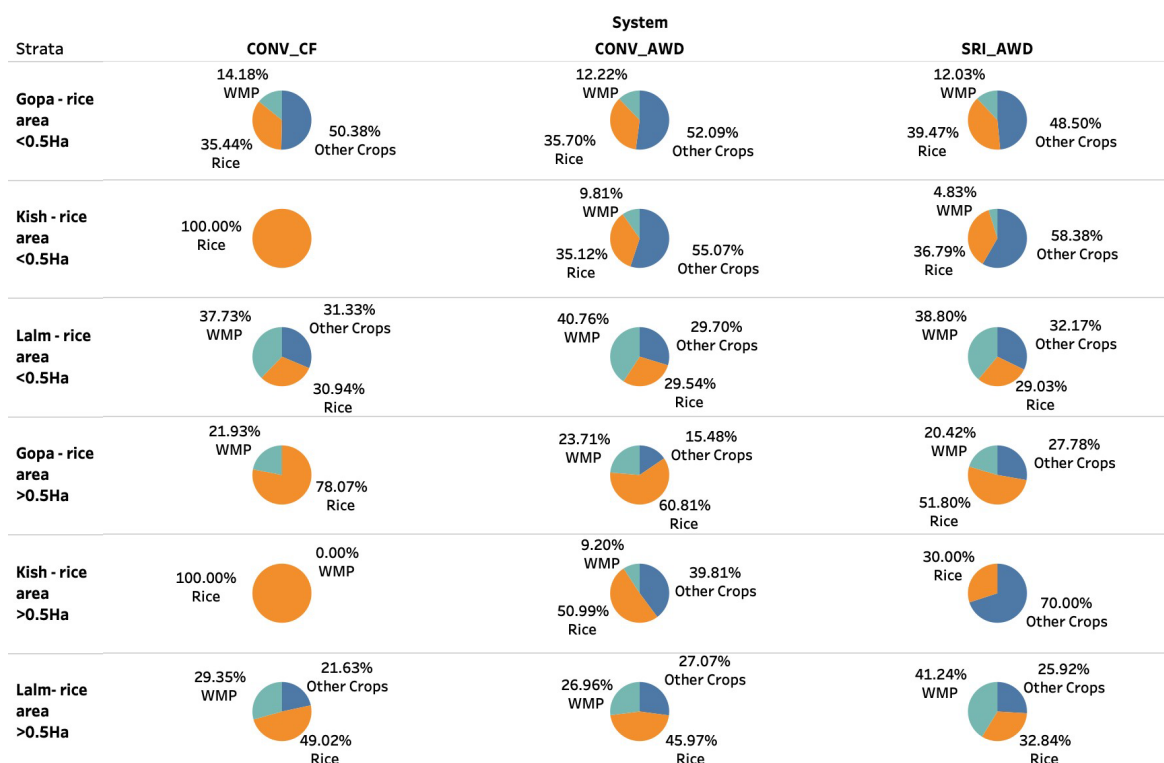 System
Strata
CONV_CF
CONV_AWD
SRI_AWD
Gopa - rice
area
<0.5Ha
14.18%
WMP
35.44%
Rice
50.38%
Other Crops
12.22%
WMP
35.70%
Rice
52.09%
Other Crops
12.03%
WMP
39.47%
Rice
48.50%
Other Crops
Kish - rice
area
<0.5Ha
100.00%
Rice
9.81%
WMP
35.12%
Rice
55.07%
Other Crops
4.83%
WMP
36.79%
Rice
58.38%
Other Crops
Lalm - rice
area
<0.5Ha
37.73%
WMP
31.33%
Other Crops
30.94%
Rice
40.76%
WMP
29.70%
Other Crops
29.54%
Rice
38.80%
WMP
32.17%
Other Crops
29.03%
Rice
Gopa - rice
area
>0.5Ha
21.93%
WMP
78.07%
Rice
23.71%
WMP
15.48%
Other Crops
60.81%
Rice
20.42%
WMP
27.78%
Other Crops
51.80%
Rice
Kish - rice
area
>0.5Ha
100.00%
Rice
0.00%
WMP
9.20%
WMP
39.81%
Other Crops
50.99%
Rice
30.00%
Rice
70.00%
Other Crops
Lalm- rice
area
>0.5Ha
29.35%
WMP
21.63%
Other Crops
49.02%
Rice
26.96%
WMP
27.07%
Other Crops
45.97%
Rice
41.24%
WMP
25.92%
Other Crops
32.84%
Rice